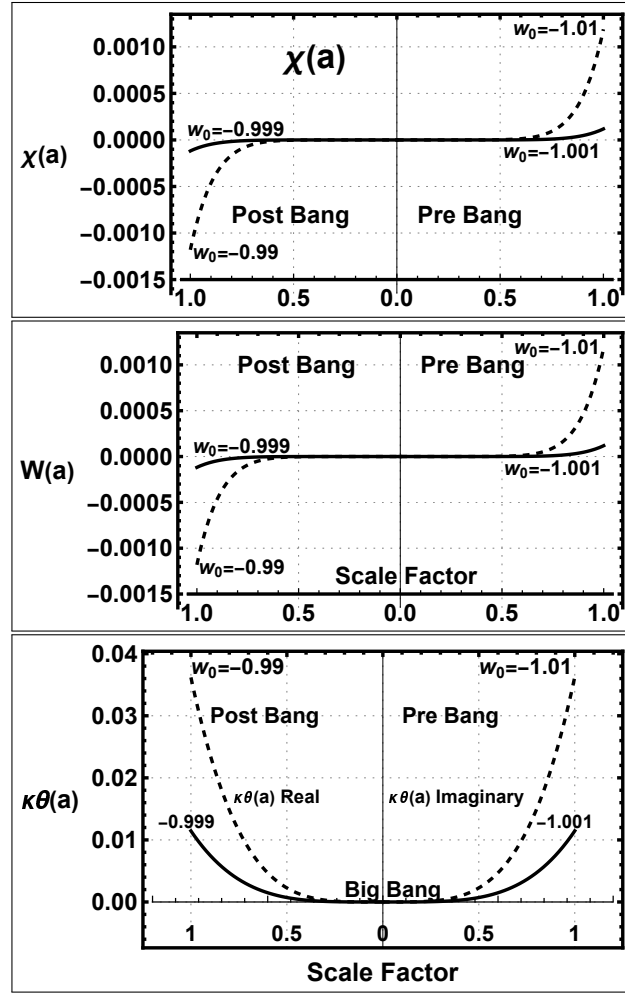 w₀=−1.01
0.0010
χ(a)
0.0005
w₀=−0.999
0.0000
χ(a)
w₀=−1.001
−0.0005
Post Bang
Pre Bang
−0.0010
w₀=−0.99
−0.0015
1.0 0.5 0.0 0.5 1.0
w₀=−1.01
Post Bang
Pre Bang
0.0010
0.0005
w₀=−0.999
0.0000
W(a)
w₀=−1.001
−0.0005
−0.0010
w₀=−0.99
Scale Factor
−0.0015
1.0 0.5 0.0 0.5 1.0
0.04
w₀=−0.99
w₀=−1.01
Post Bang
Pre Bang
0.03
κθ(a)
0.02
κθ(a) Real
κθ(a) Imaginary
−0.999
−1.001
0.01
Big Bang
0.00
1 0.5 0 0.5 1
Scale Factor